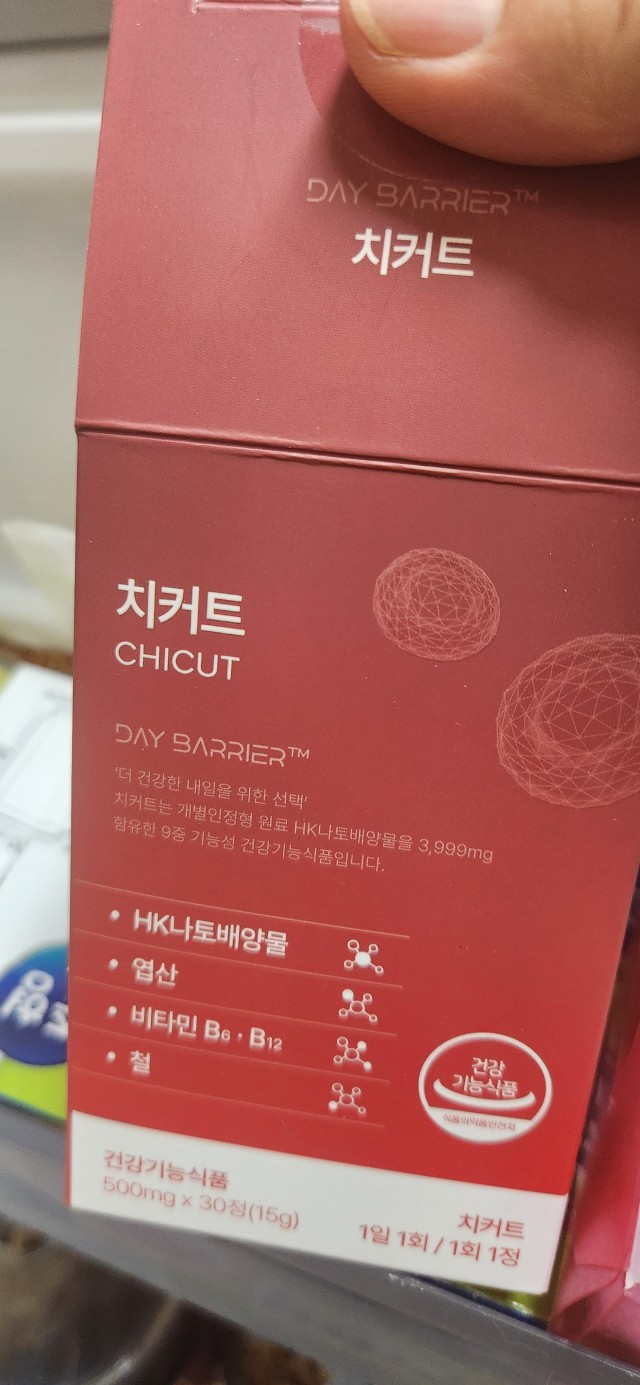 DAY BARRIER™
치커트
치커트
CHICUT
DAY BARRIER™
'더 건강한 내일을 위한 선택'
치커트는 개별인정형 원료 HK나토배양물을 3,999mg
함유한 9중 기능성 건강기능식품입니다.
• HK나토배양물
• 엽산
• 비타민 B₆ · B₁₂
• 철
건강
기능식품
식품의약품안전처
건강기능식품
500mg x 30정(15g)
치커트
1일 1회 / 1회 1정